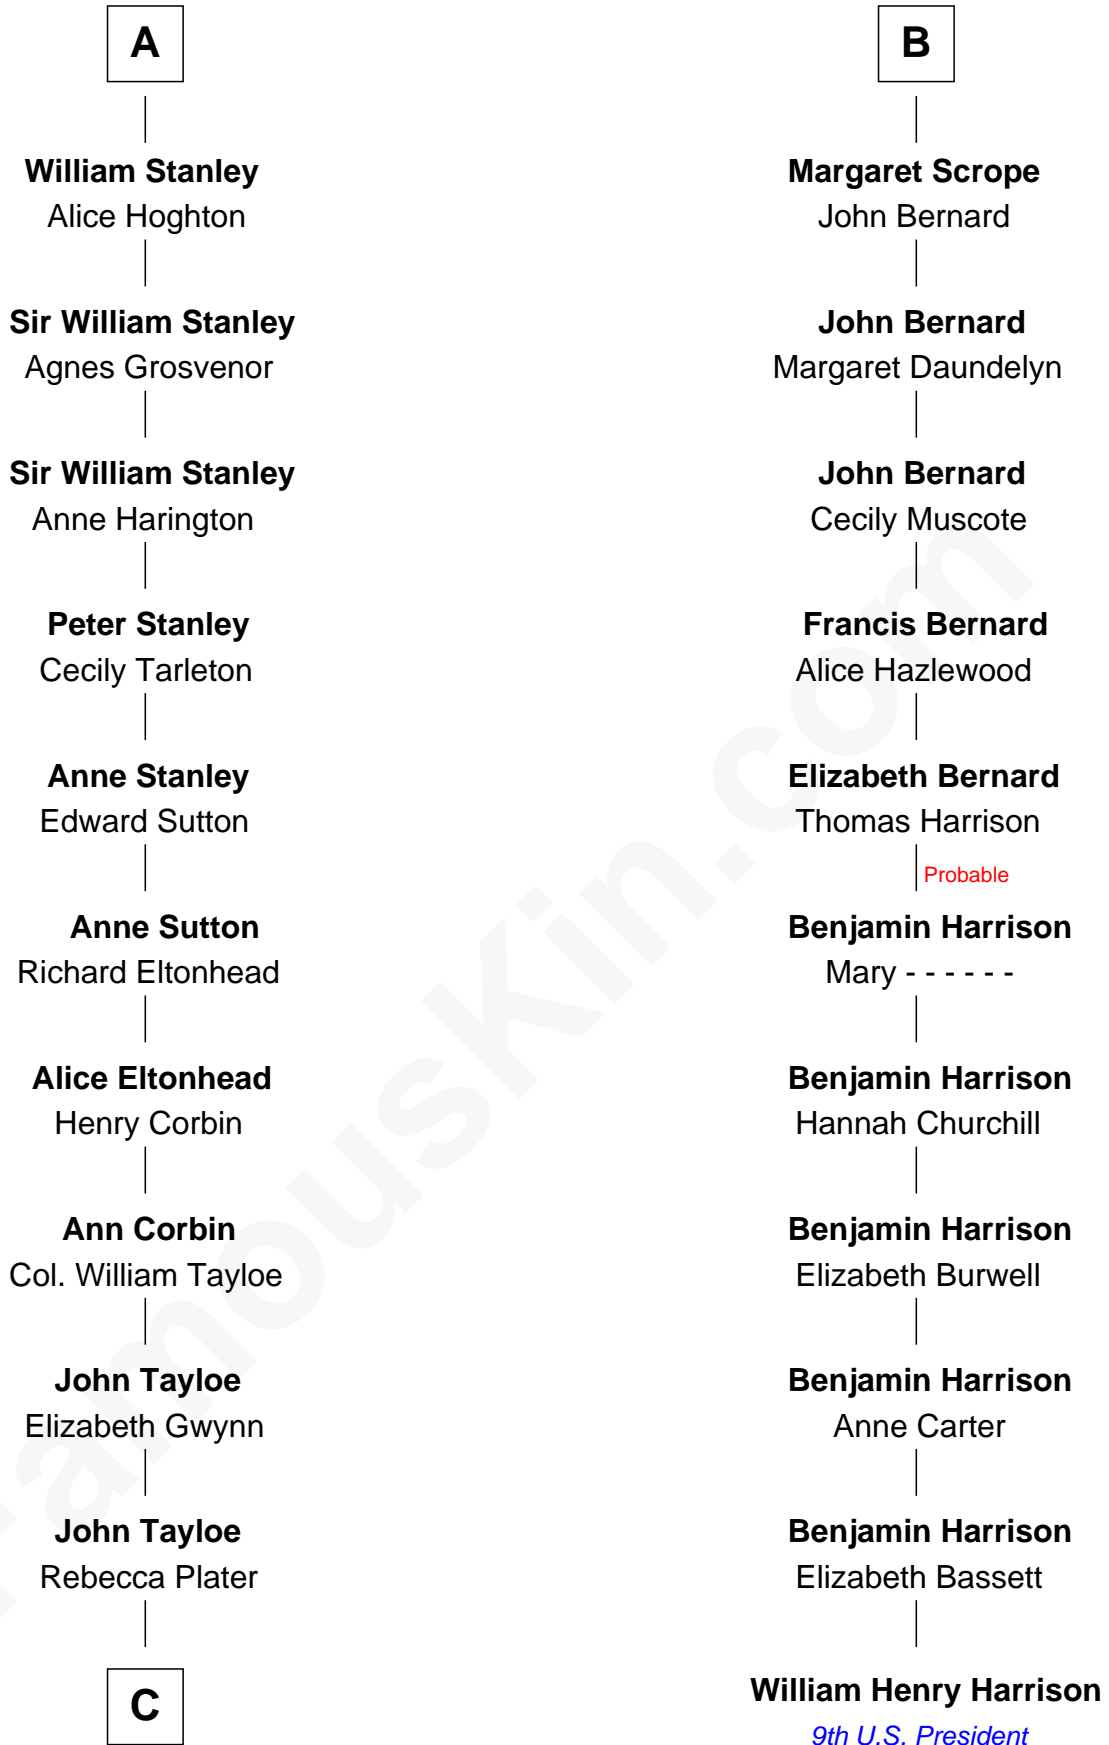 A
William Stanley
Alice Hoghton
Sir William Stanley
Agnes Grosvenor
Sir William Stanley
Anne Harington
Peter Stanley
Cecily Tarleton
Anne Stanley
Edward Sutton
Anne Sutton
Richard Eltonhead
Alice Eltonhead
Henry Corbin
Ann Corbin
Col. William Tayloe
John Tayloe
Elizabeth Gwynn
John Tayloe
Rebecca Plater
C
B
Margaret Scrope
John Bernard
John Bernard
Margaret Daundelyn
John Bernard
Cecily Muscote
Francis Bernard
Alice Hazlewood
Elizabeth Bernard
Thomas Harrison
Probable
Benjamin Harrison
Mary - - - - - -
Benjamin Harrison
Hannah Churchill
Benjamin Harrison
Elizabeth Burwell
Benjamin Harrison
Anne Carter
Benjamin Harrison
Elizabeth Bassett
William Henry Harrison
9th U.S. President
FamousKin.com